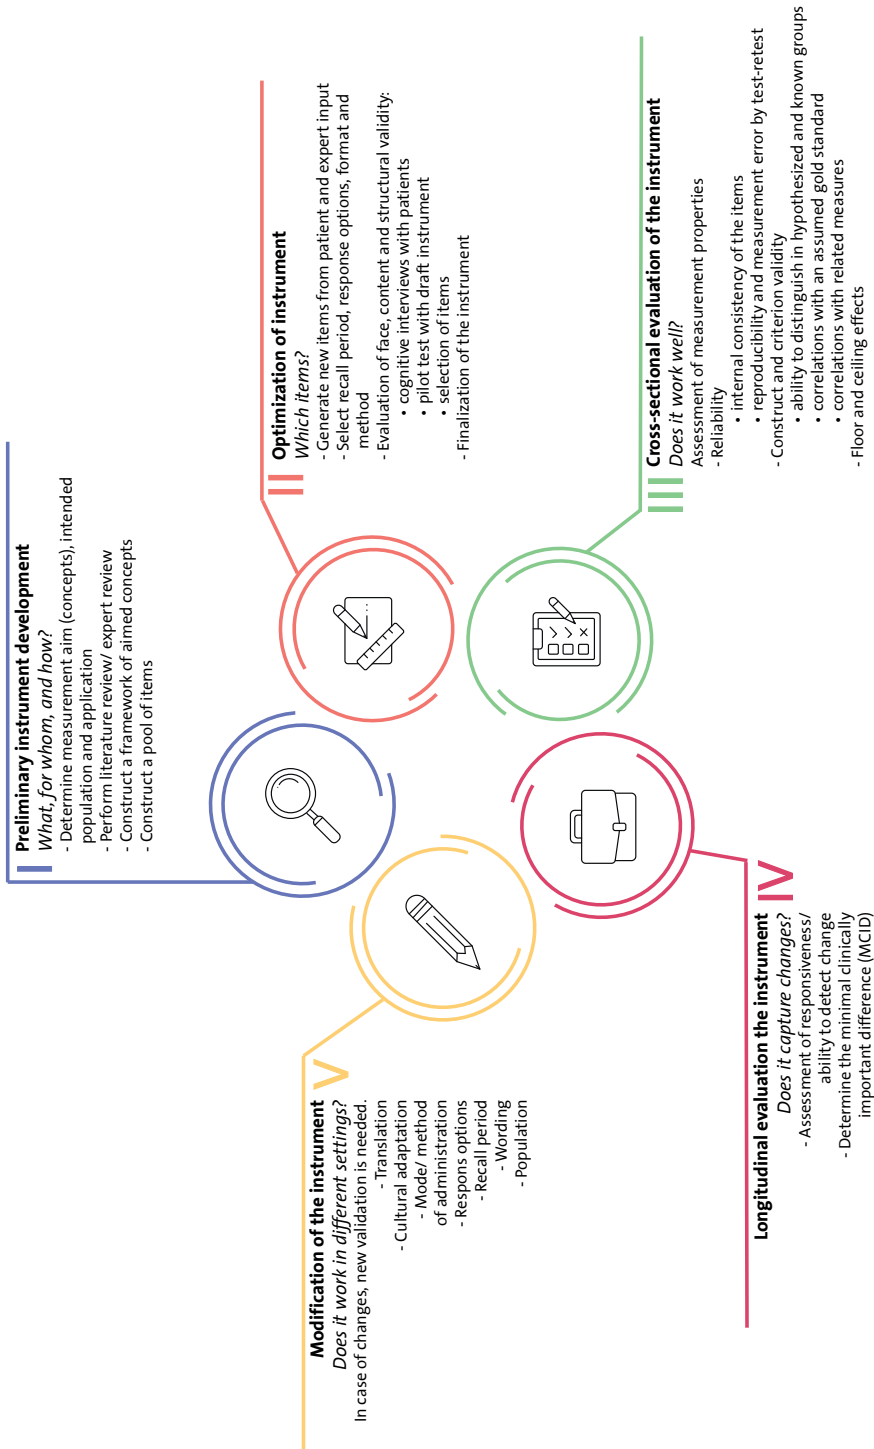 I
Preliminary instrument development
What, for whom, and how?
- Determine measurement aim (concepts), intended
population and application
- Perform literature review/ expert review
- Construct a framework of aimed concepts
- Construct a pool of items
II
Optimization of instrument
Which items?
- Generate new items from patient and expert input
- Select recall period, response options, format and
method
- Evaluation of face, content and structural validity:
• cognitive interviews with patients
• pilot test with draft instrument
• selection of items
- Finalization of the instrument
III
Cross-sectional evaluation of the instrument
Does it work well?
Assessment of measurement properties
- Reliability
• internal consistency of the items
• reproducibility and measurement error by test-retest
- Construct and criterion validity
• ability to distinguish in hypothesized and known groups
• correlations with an assumed gold standard
• correlations with related measures
- Floor and ceiling effects
IV
Longitudinal evaluation the instrument
Does it capture changes?
- Assessment of responsiveness/
ability to detect change
- Determine the minimal clinically
important difference (MCID)
V
Modification of the instrument
Does it work in different settings?
In case of changes, new validation is needed.
- Translation
- Cultural adaptation
- Mode/ method
of administration
- Respons options
- Recall period
- Wording
- Population